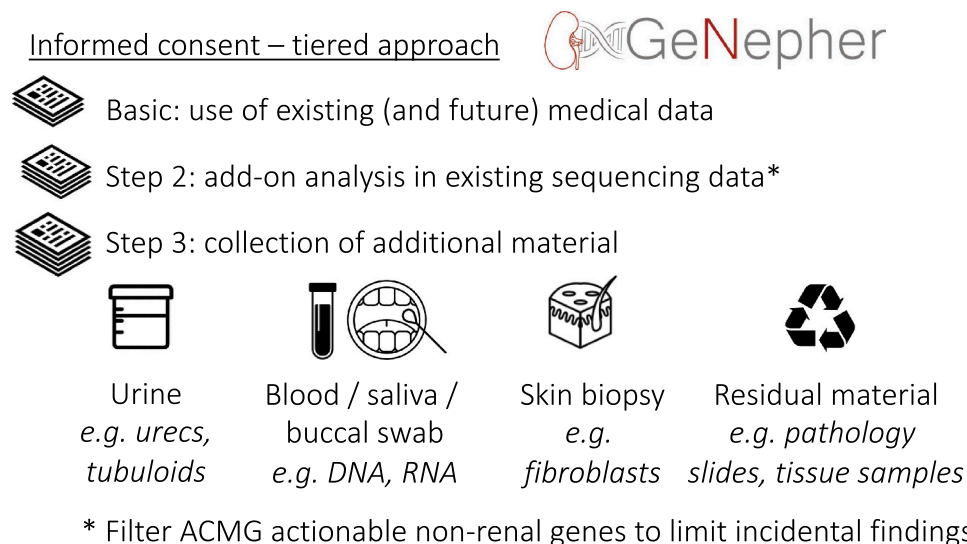 Informed consent – tiered approach
GeNepher
Basic: use of existing (and future) medical data
Step 2: add-on analysis in existing sequencing data*
Step 3: collection of additional material
Urine
e.g. urecs,
tubuloids
Blood / saliva /
buccal swab
e.g. DNA, RNA
Skin biopsy
e.g.
fibroblasts
Residual material
e.g. pathology
slides, tissue samples
* Filter ACMG actionable non-renal genes to limit incidental findings